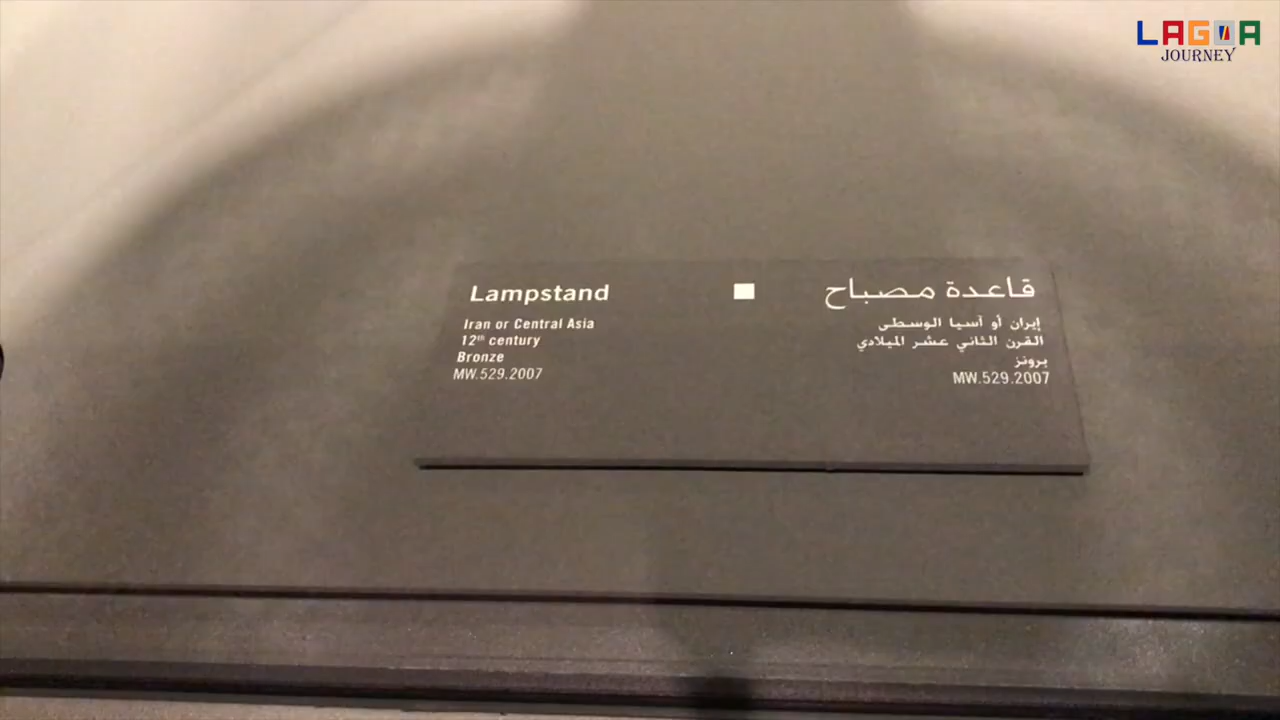 LAGOA
JOURNEY
Lampstand
Iran or Central Asia
12th century
Bronze
MW.529.2007
قاعدة مصباح
إيران أو آسيا الوسطى
القرن الثاني عشر الميلادي
برونز
MW.529.2007